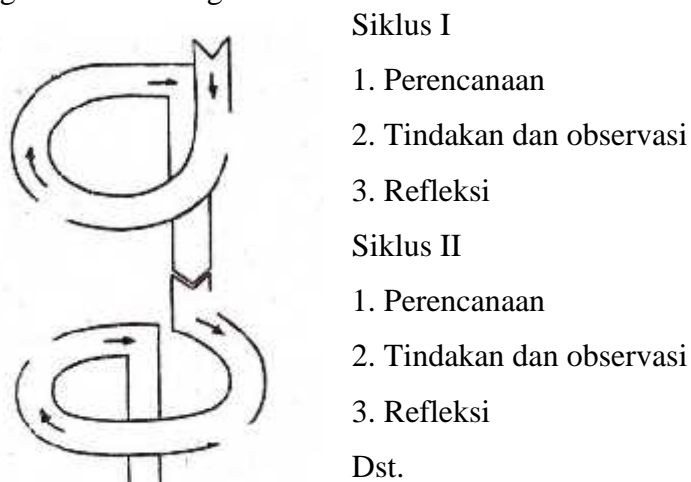 Siklus I
1. Perencanaan
2. Tindakan dan observasi
3. Refleksi
Siklus II
1. Perencanaan
2. Tindakan dan observasi
3. Refleksi
Dst.